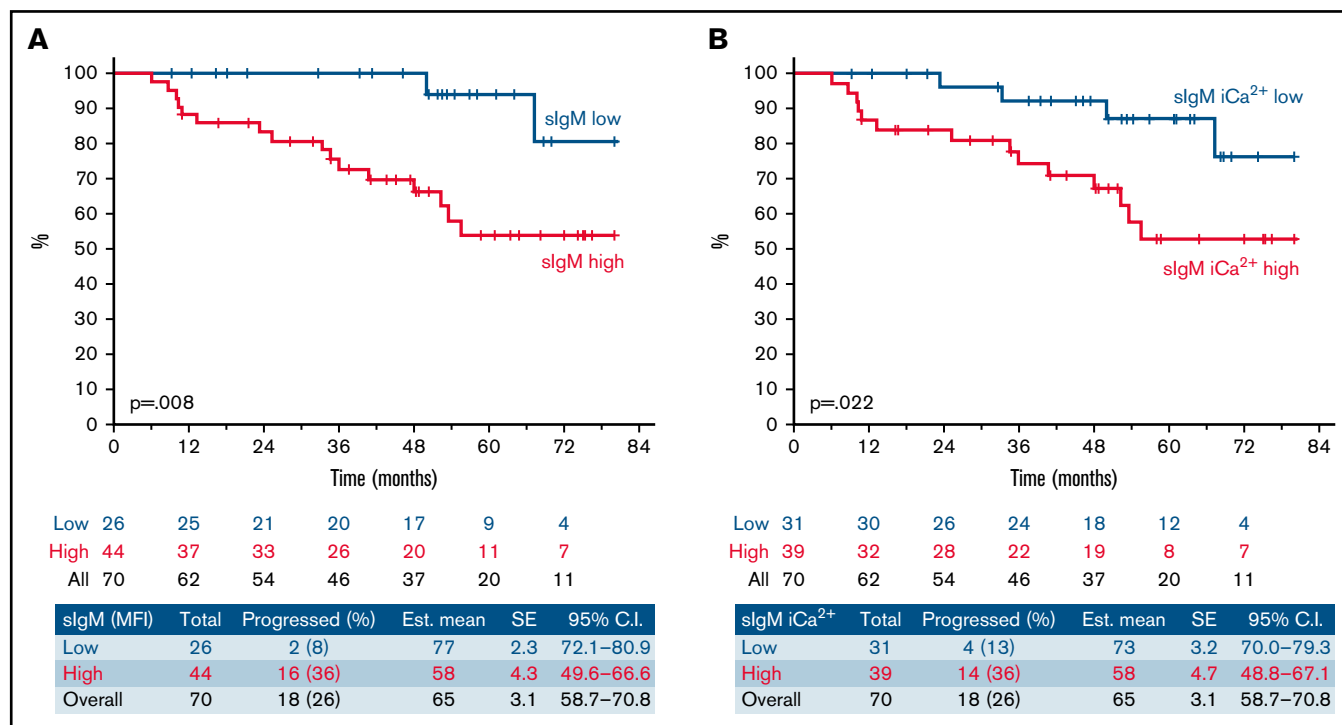 A
100
90
80
70
60
50
40
30
20
10
0
%
sIgM low
sIgM high
p=.008
0 12 24 36 48 60 72 84
Time (months)
Low 26 25 21 20 17 9 4
High 44 37 33 26 20 11 7
All 70 62 54 46 37 20 11
sIgM (MFI) Total Progressed (%) Est. mean SE 95% C.I.
Low 26 2 (8) 77 2.3 72.1–80.9
High 44 16 (36) 58 4.3 49.6–66.6
Overall 70 18 (26) 65 3.1 58.7–70.8
B
100
90
80
70
60
50
40
30
20
10
0
%
sIgM iCa²⁺ low
sIgM iCa²⁺ high
p=.022
0 12 24 36 48 60 72 84
Time (months)
Low 31 30 26 24 18 12 4
High 39 32 28 22 19 8 7
All 70 62 54 46 37 20 11
sIgM iCa²⁺ Total Progressed (%) Est. mean SE 95% C.I.
Low 31 4 (13) 73 3.2 70.0–79.3
High 39 14 (36) 58 4.7 48.8–67.1
Overall 70 18 (26) 65 3.1 58.7–70.8